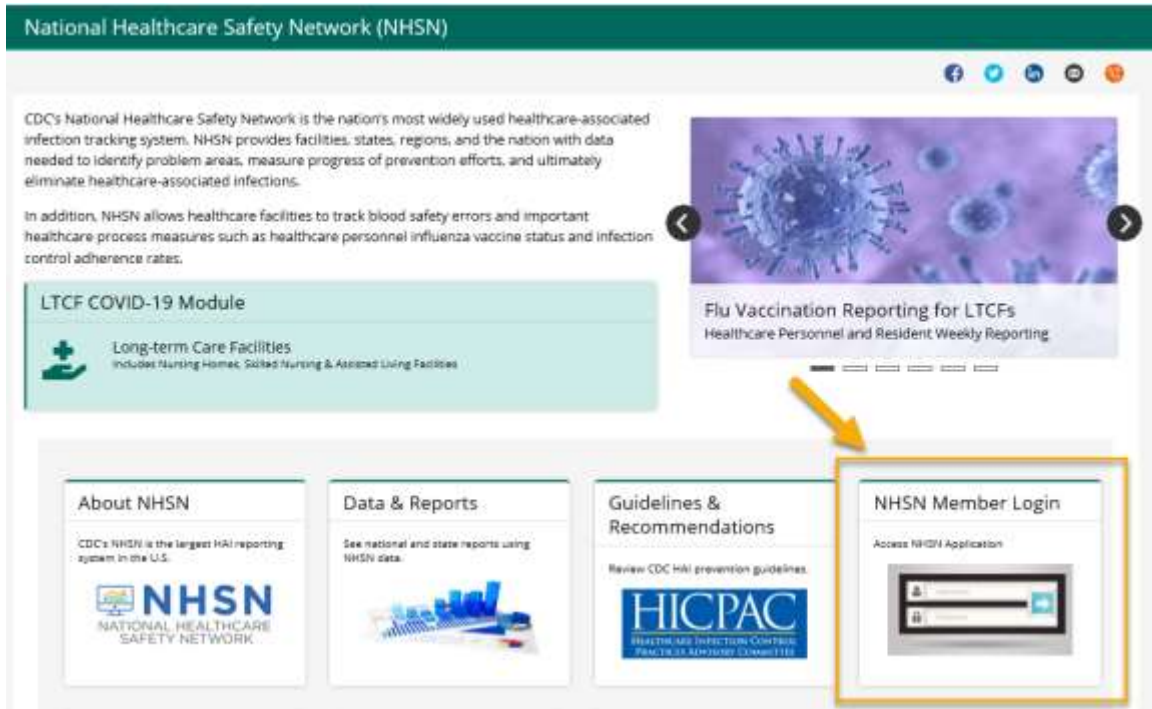 National Healthcare Safety Network (NHSN)
CDC's National Healthcare Safety Network is the nation's most widely used healthcare-associated
infection tracking system. NHSN provides facilities, states, regions, and the nation with data
needed to identify problem areas, measure progress of prevention efforts, and ultimately
eliminate healthcare-associated infections.
In addition, NHSN allows healthcare facilities to track blood safety errors and important
healthcare process measures such as healthcare personnel influenza vaccine status and infection
control adherence rates.
LTCF COVID-19 Module
Long-term Care Facilities
Includes Nursing Homes, Skilled Nursing & Assisted Living Facilities
Flu Vaccination Reporting for LTCFs
Healthcare Personnel and Resident Weekly Reporting
About NHSN
CDC's NHSN is the largest HAI reporting
system in the U.S.
NHSN
NATIONAL HEALTHCARE
SAFETY NETWORK
Data & Reports
See national and state reports using
NHSN data.
Guidelines &
Recommendations
Review CDC HAI prevention guidelines.
HICPAC
HEALTHCARE INFECTION CONTROL
PRACTICES ADVISORY COMMITTEE
NHSN Member Login
Access NHSN Application